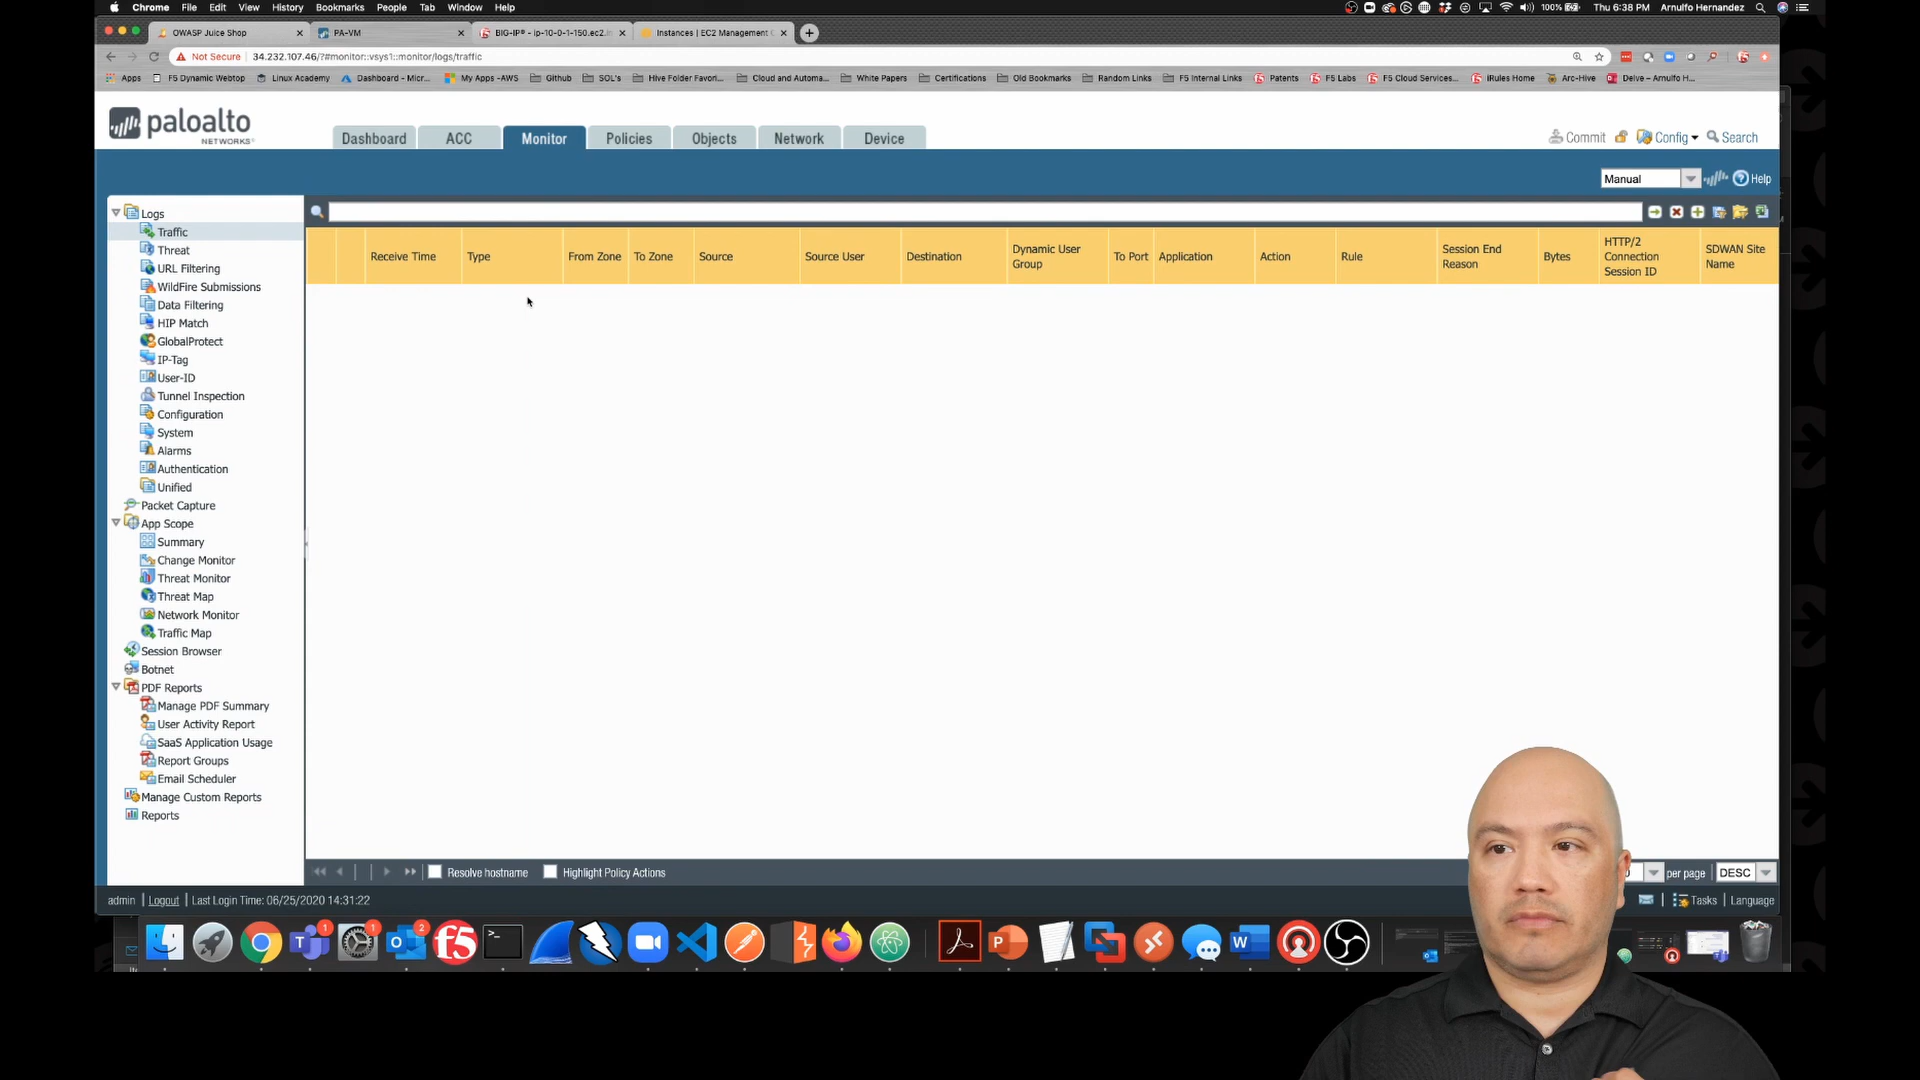 Chrome File Edit View History Bookmarks People Tab Window Help 100% Thu 6:38 PM Arnulfo Hernandez
OWASP Juice Shop PA-VM BIG-IP® - ip-10-0-1-150.ec2.in Instances | EC2 Management C
Not Secure 34.232.107.46/?#monitor::vsys1::monitor/logs/traffic
Apps F5 Dynamic Webtop Linux Academy Dashboard - Micr... My Apps -AWS Github SOL's Hive Folder Favori... Cloud and Automa... White Papers Certifications Old Bookmarks Random Links F5 Internal Links Patents F5 Labs F5 Cloud Services... iRules Home Arc-Hive Delve – Arnulfo H...
paloalto
NETWORKS®
Dashboard ACC Monitor Policies Objects Network Device
Commit Config Search
Manual Help
Logs
Traffic
Threat
URL Filtering
WildFire Submissions
Data Filtering
HIP Match
GlobalProtect
IP-Tag
User-ID
Tunnel Inspection
Configuration
System
Alarms
Authentication
Unified
Packet Capture
App Scope
Summary
Change Monitor
Threat Monitor
Threat Map
Network Monitor
Traffic Map
Session Browser
Botnet
PDF Reports
Manage PDF Summary
User Activity Report
SaaS Application Usage
Report Groups
Email Scheduler
Manage Custom Reports
Reports
Receive Time Type From Zone To Zone Source Source User Destination Dynamic User Group To Port Application Action Rule Session End Reason Bytes HTTP/2 Connection Session ID SDWAN Site Name
Resolve hostname Highlight Policy Actions per page DESC
admin Logout Last Login Time: 06/25/2020 14:31:22 Tasks Language